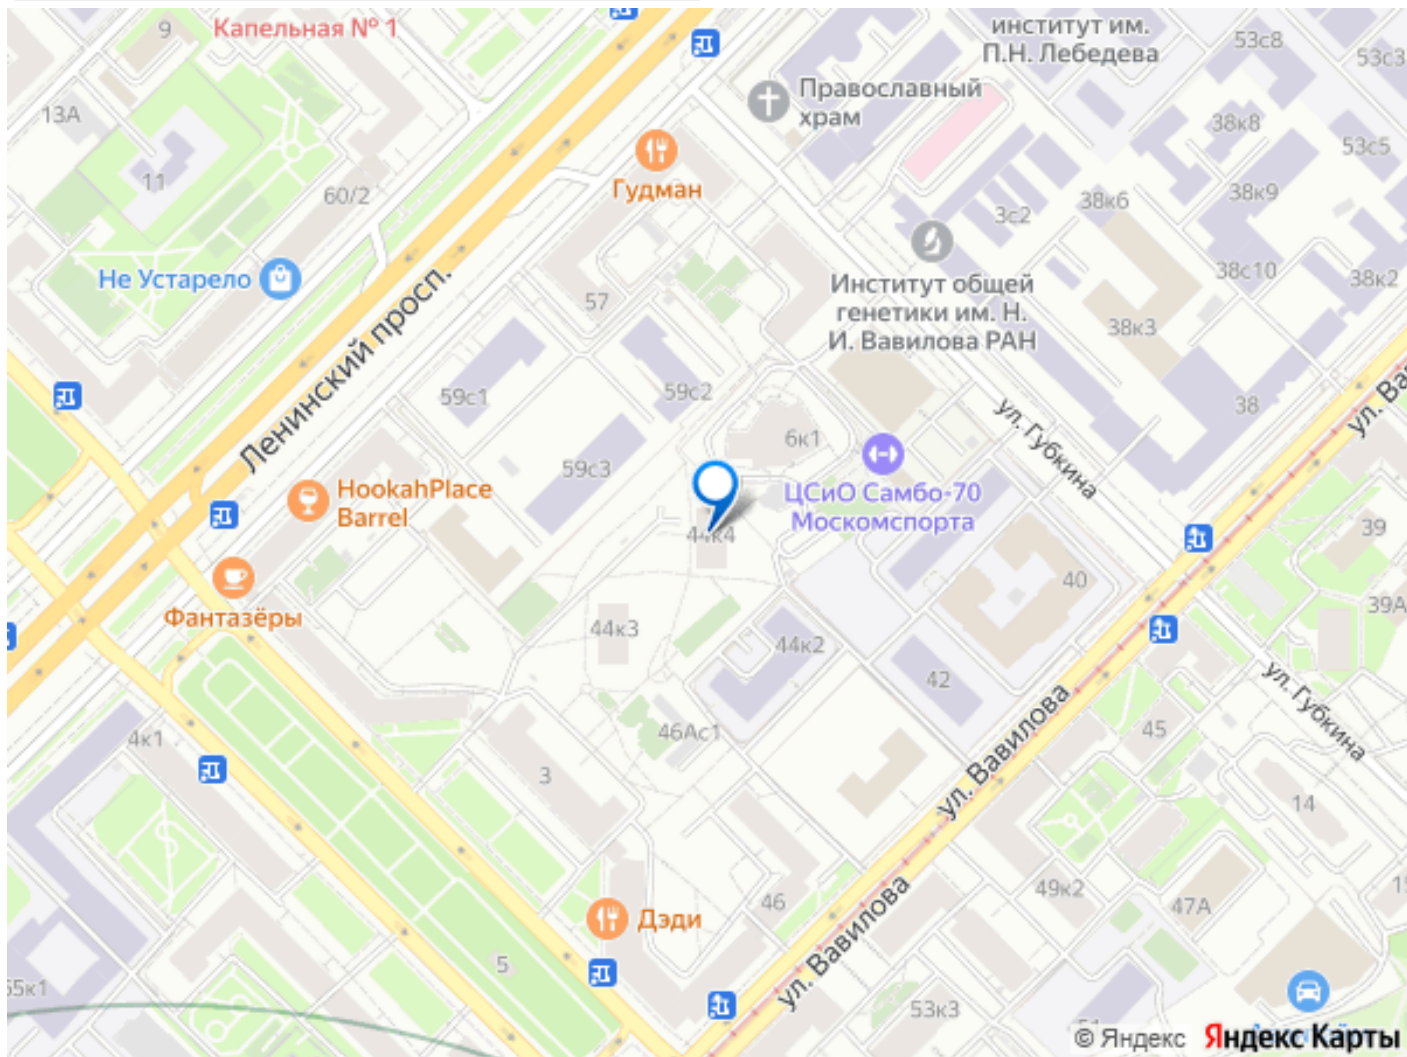 Капельная № 1
9
институт им.
П.Н. Лебедева
53с8
53с3
13А
Православный
храм
38к8
53с5
11
60/2
Гудман
3с2
38к6
38к9
Не Устарело
57
Институт общей
генетики им. Н.
И. Вавилова РАН
38с10
38к2
38к3
Ленинский просп.
59с1
59с2
38
ул. Ва
ул. Губкина
6к1
59с3
HookahPlace
Barrel
ЦСиО Самбо-70
Москомспорта
44к4
39
Фантазёры
40
39А
44к3
44к2
42
ул. Губкина
46Ас1
45
4к1
ул. Вавилова
3
14
49к2
47А
46
Дэди
ул. Вавилова
5
55к1
53к3
© Яндекс Яндекс Карты